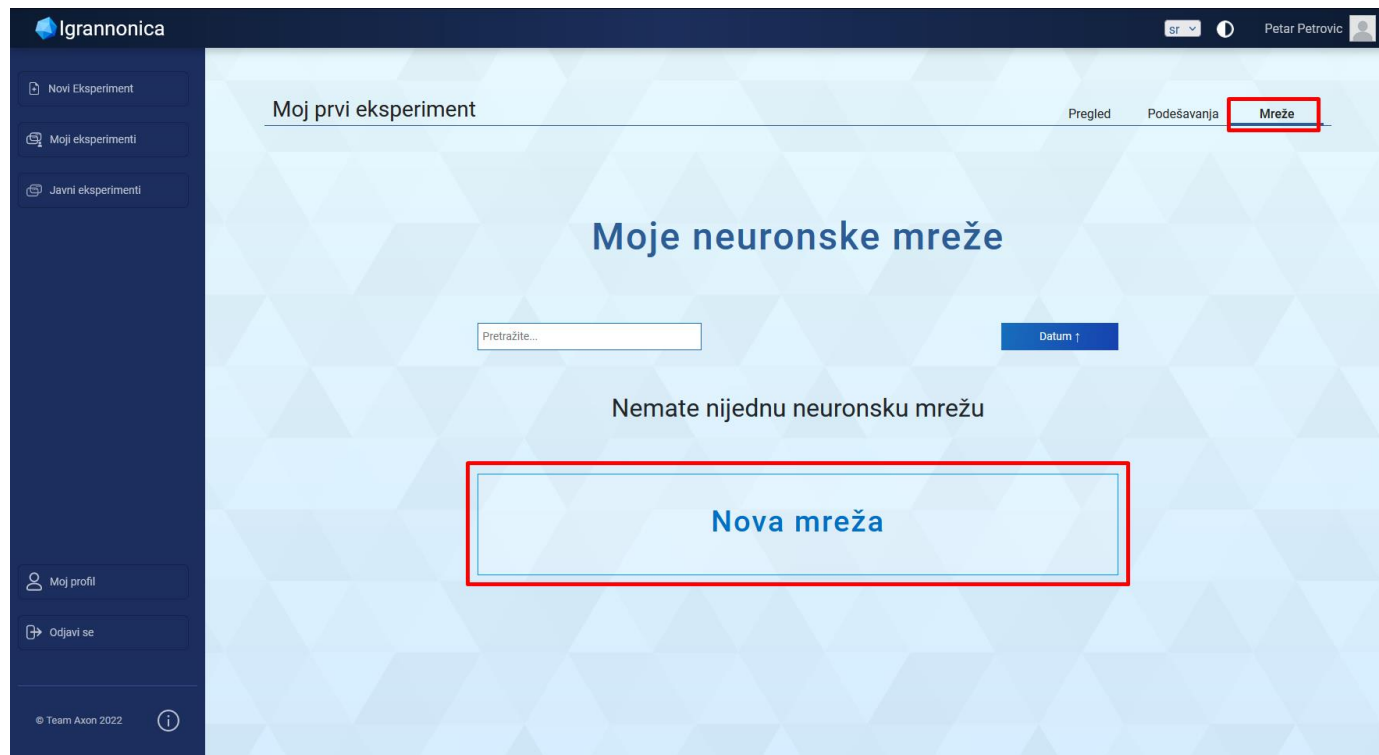 Igrannonica
sr
Petar Petrovic
Novi Eksperiment
Moji eksperimenti
Javni eksperimenti
Moj profil
Odjavi se
© Team Axon 2022
Moj prvi eksperiment
Pregled
Podešavanja
Mreže
Moje neuronske mreže
Pretražite...
Datum ↑
Nemate nijednu neuronsku mrežu
Nova mreža